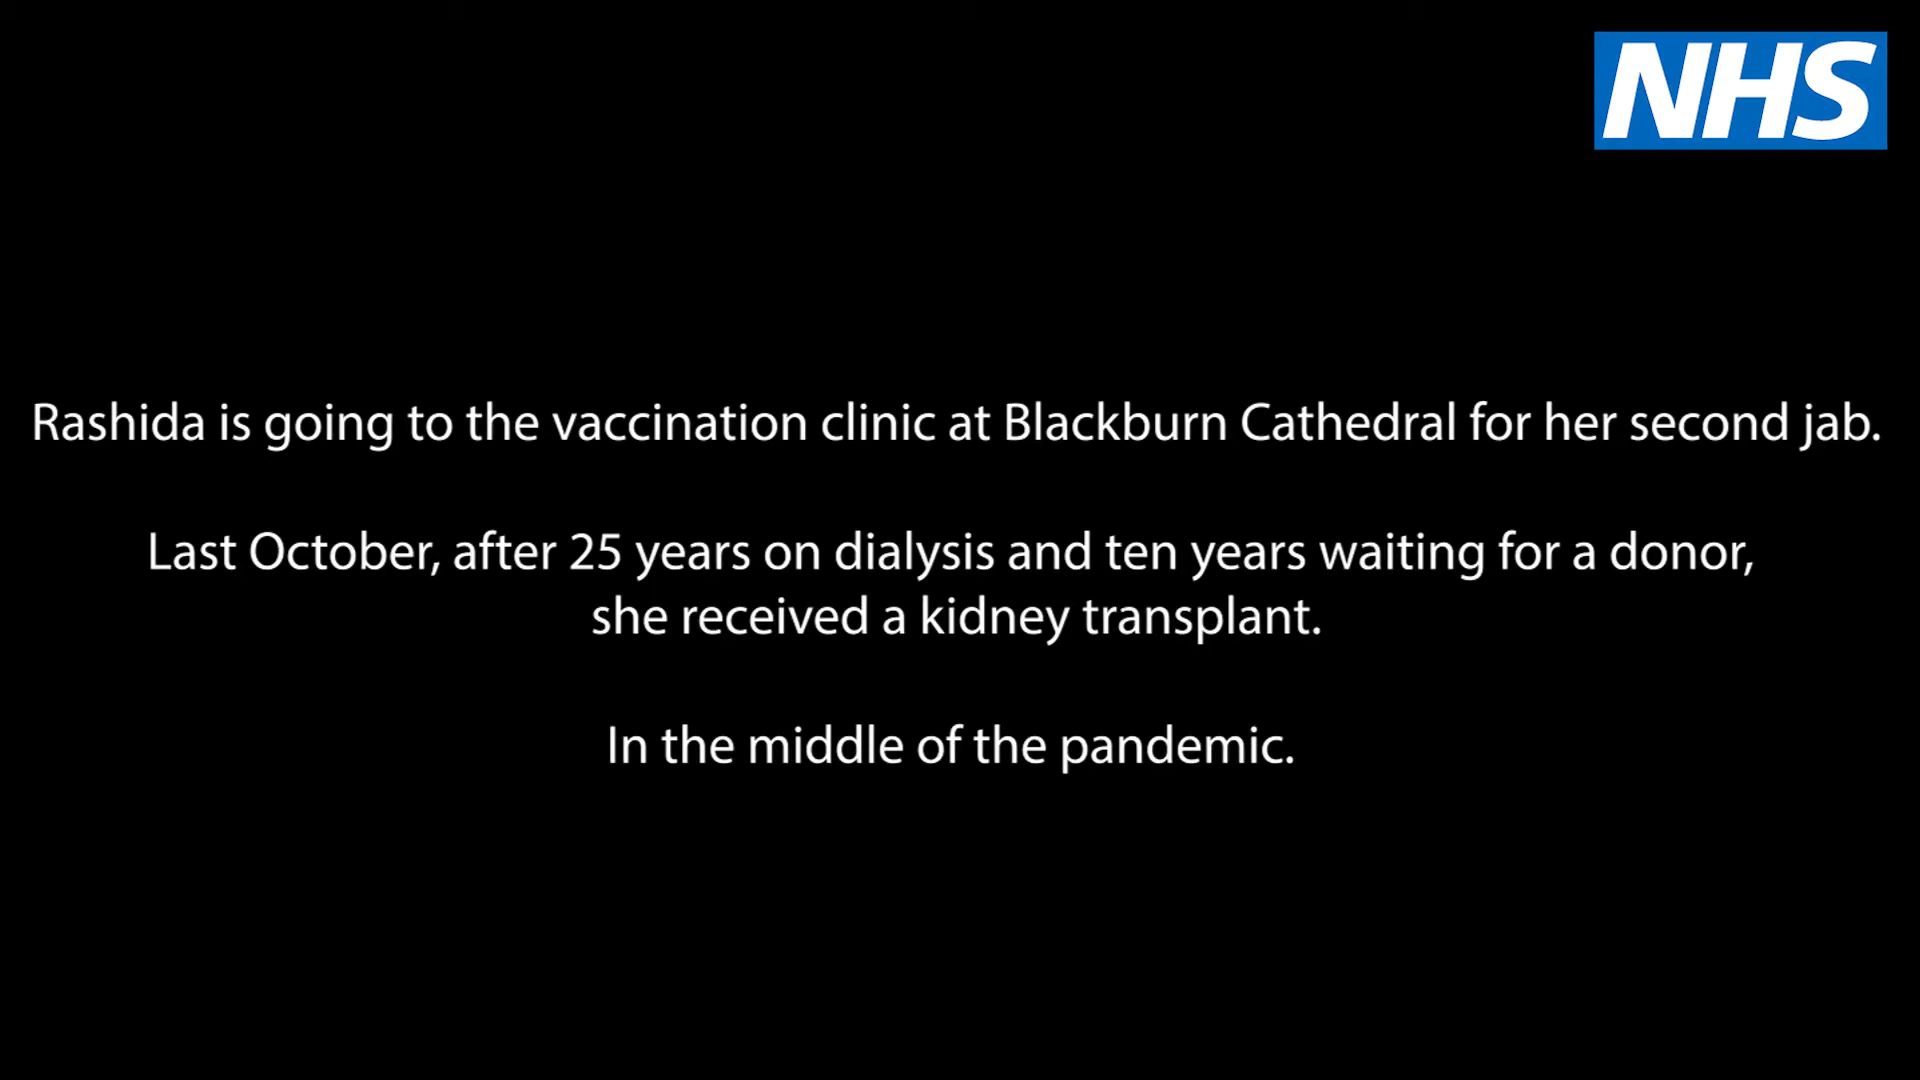 NHS
Rashida is going to the vaccination clinic at Blackburn Cathedral for her second jab.
Last October, after 25 years on dialysis and ten years waiting for a donor,
she received a kidney transplant.
In the middle of the pandemic.